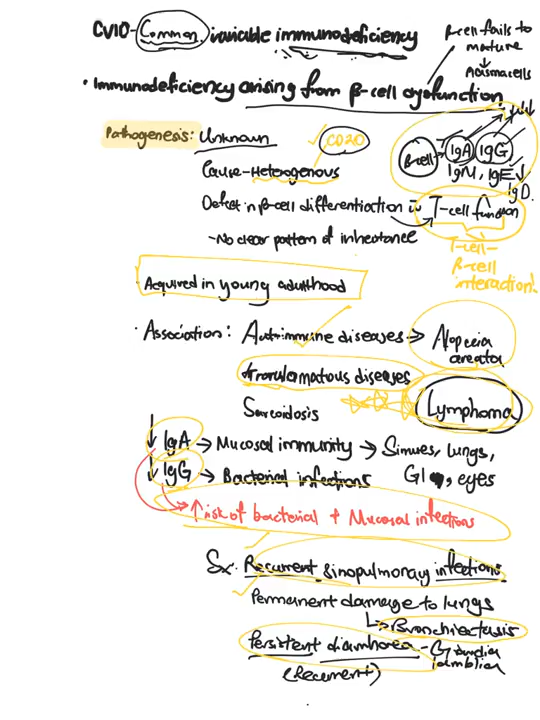 CVID - Common variable immunodeficiency
β-cell fails to
mature
↓
plasmacells
• Immunodeficiency arising from β-cell dysfunction
Pathogenesis: Unknown
CD20
β-cell → IgA IgG ↓↓↓
IgM, IgE↓
IgD.
Cause - Heterogenous
Defect in β-cell differentiation → T-cell function
- No clear pattern of inheritance
T-cell -
β-cell
interaction!
Acquired in young adulthood
• Association: Autoimmune diseases → Alopecia
areata
Granulomatous diseases
Sarcoidosis
Lymphoma
↓ IgA → Mucosal immunity → Sinuses, lungs,
GI, eyes
↓ IgG → Bacterial infections
→ ↑ risk of bacterial + Mucosal infections
Sx: Recurrent sinopulmonary infections
Permanent damage to lungs
↳ Bronchiectasis
Persistent diarrhoea - Giardia
lamblia
(Recurrent)